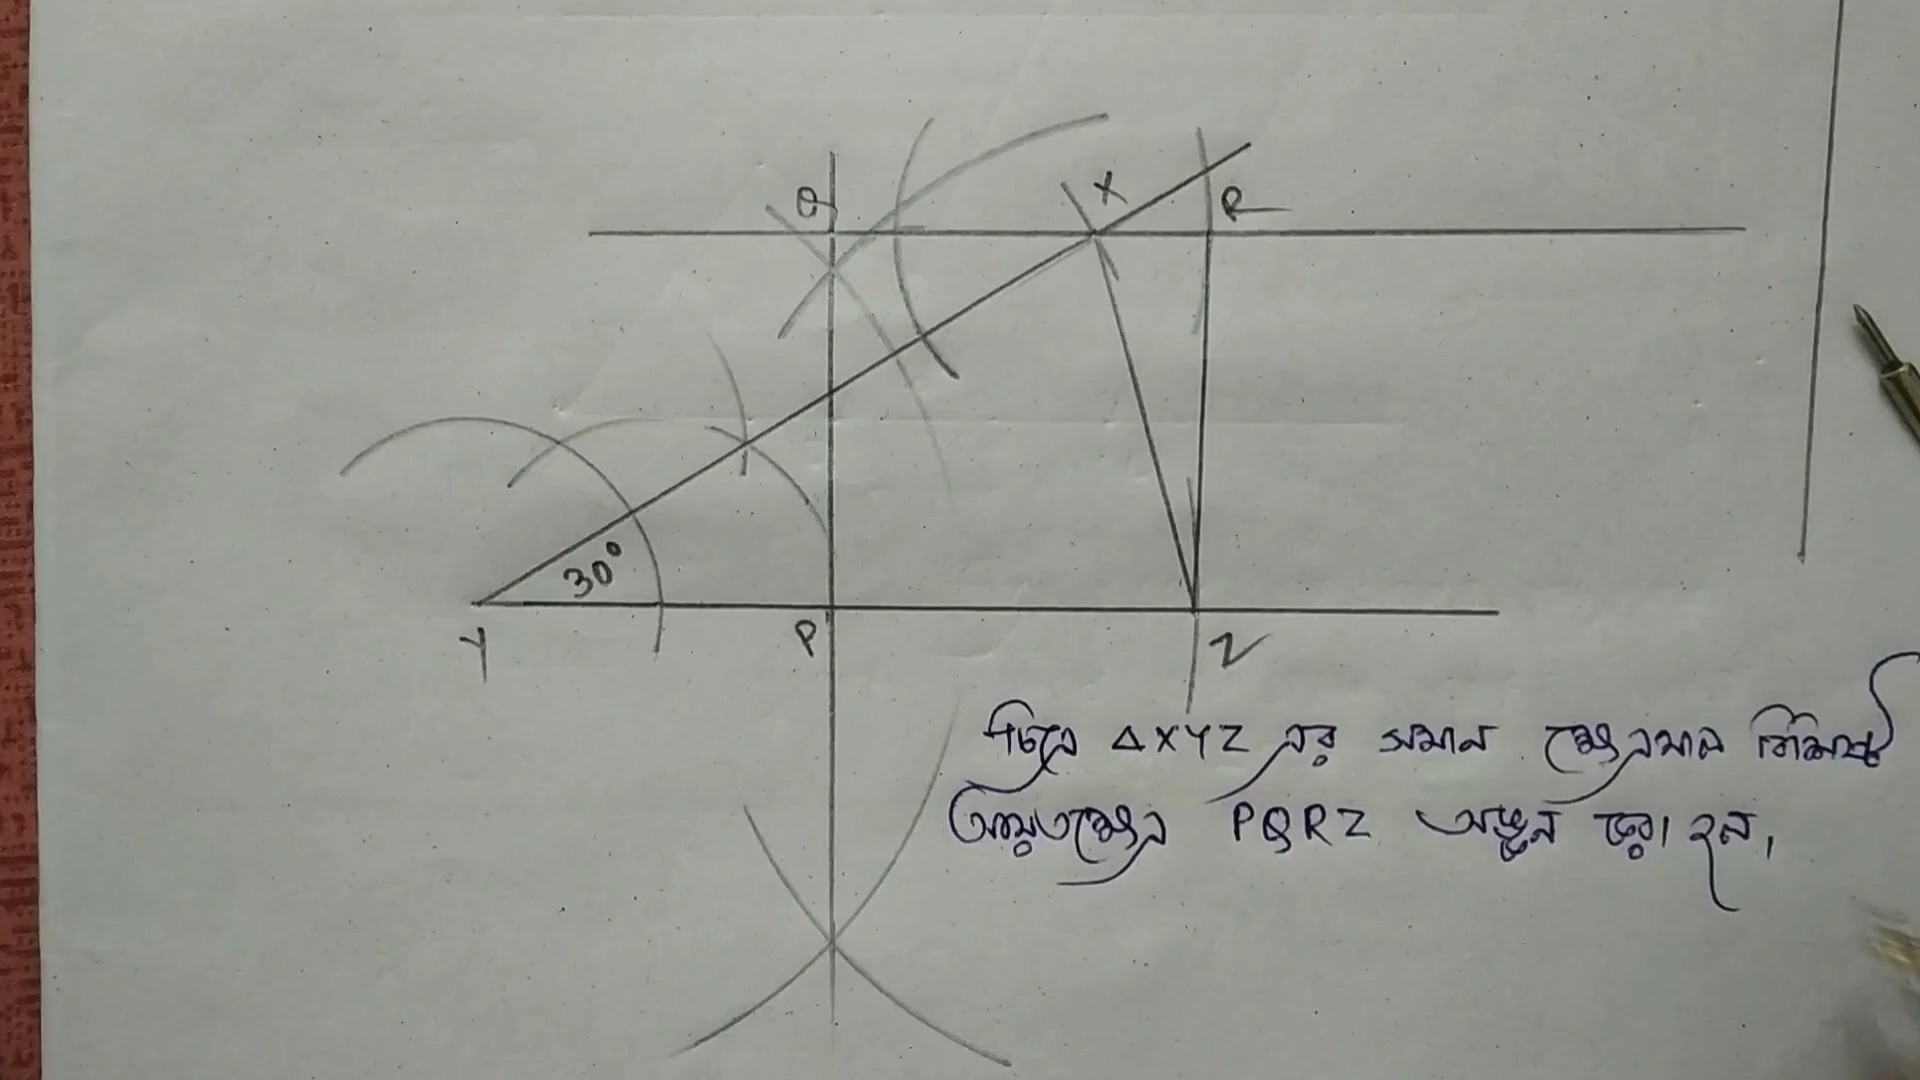 Q
X
R
30°
Y
P
Z
চিত্রে ΔXYZ এর সমান ক্ষেত্রফল বিশিষ্ট
আয়তক্ষেত্র PQRZ অঙ্কন করা হল,